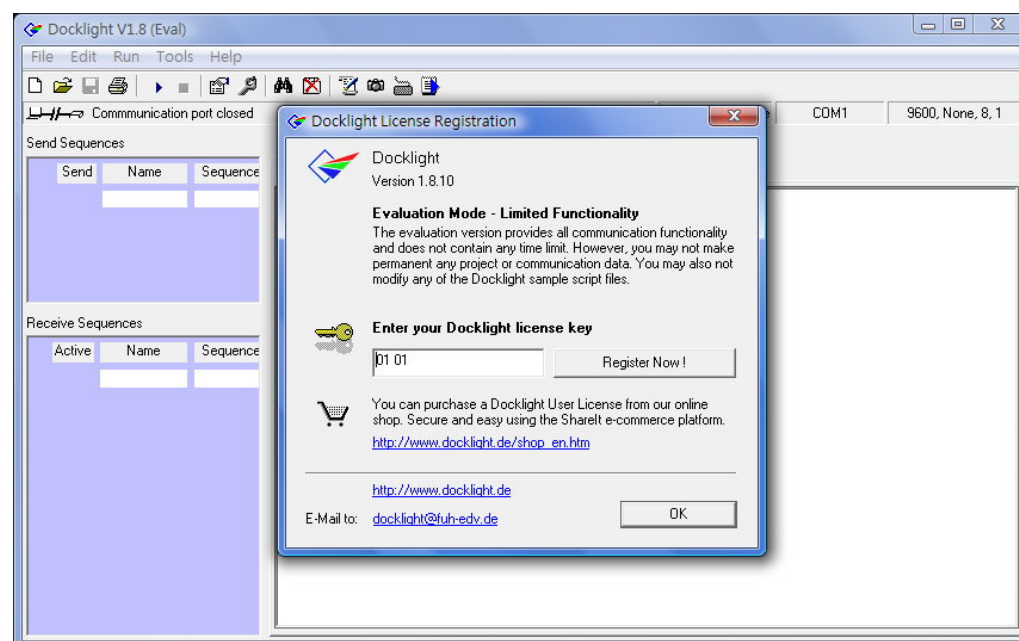 Docklight V1.8 (Eval)
File Edit Run Tools Help
Commmunication port closed
COM1
9600, None, 8, 1
Send Sequences
Send Name Sequence
Receive Sequences
Active Name Sequence
Docklight License Registration
Docklight
Version 1.8.10
Evaluation Mode - Limited Functionality
The evaluation version provides all communication functionality
and does not contain any time limit. However, you may not make
permanent any project or communication data. You may also not
modify any of the Docklight sample script files.
Enter your Docklight license key
01 01
Register Now !
You can purchase a Docklight User License from our online
shop. Secure and easy using the ShareIt e-commerce platform.
http://www.docklight.de/shop_en.htm
http://www.docklight.de
E-Mail to: docklight@fuh-edv.de
OK